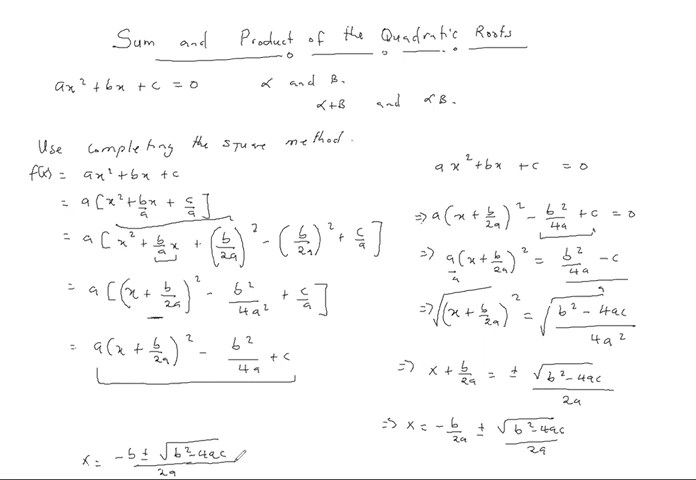 Sum and Product of the Quadratic Roots
ax² + bx + c = 0     α and β.
α+β and αβ.
Use completing the square method.
f(x) = ax² + bx + c
= a[x² + bx/a + c/a]
= a[x² + b/a x + (b/2a)² - (b/2a)² + c/a]
= a[(x + b/2a)² - b²/4a² + c/a]
= a(x + b/2a)² - b²/4a + c
x = -b ± √(b²-4ac)/2a
ax² + bx + c = 0
=> a(x + b/2a)² - b²/4a + c = 0
=> a(x + b/2a)²/a = (b²/4a - c)/a
=> √(x + b/2a)² = √(b² - 4ac)/4a²
=> x + b/2a = ± √(b²-4ac)/2a
=> x = -b/2a ± √(b²-4ac)/2a